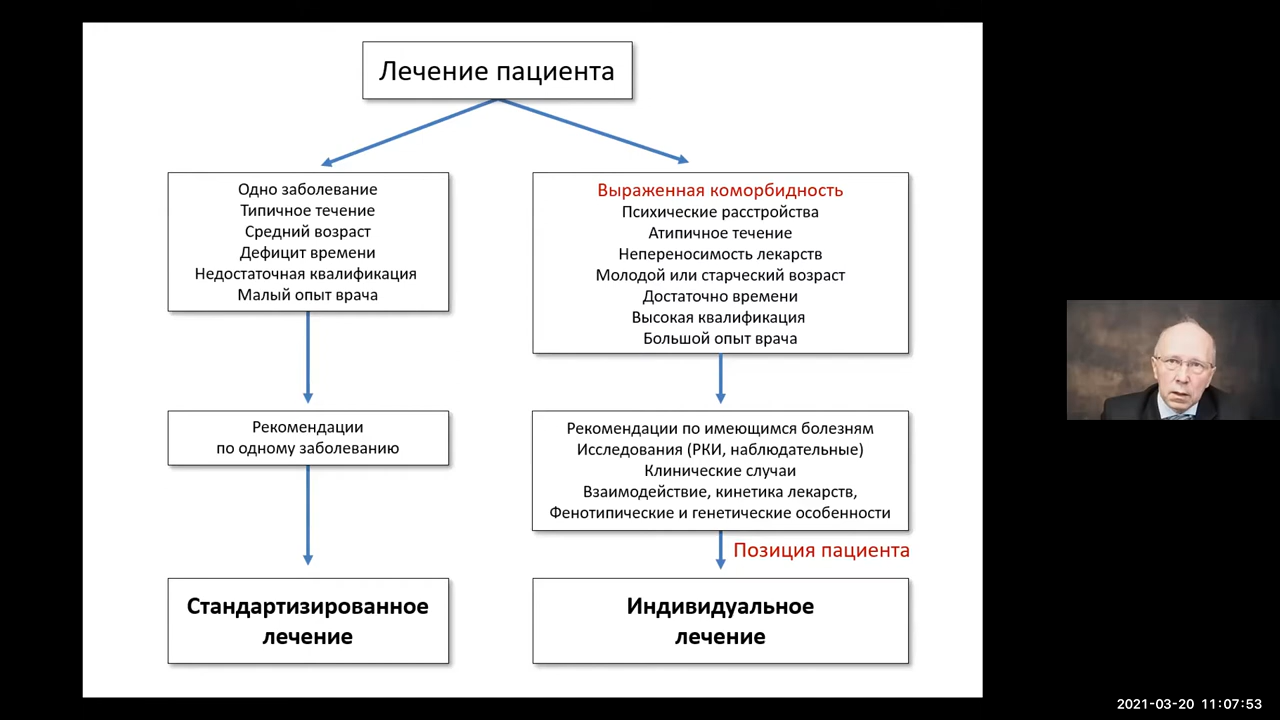 Лечение пациента
Одно заболевание
Типичное течение
Средний возраст
Дефицит времени
Недостаточная квалификация
Малый опыт врача
Выраженная коморбидность
Психические расстройства
Атипичное течение
Непереносимость лекарств
Молодой или старческий возраст
Достаточно времени
Высокая квалификация
Большой опыт врача
Рекомендации
по одному заболеванию
Рекомендации по имеющимся болезням
Исследования (РКИ, наблюдательные)
Клинические случаи
Взаимодействие, кинетика лекарств,
Фенотипические и генетические особенности
Позиция пациента
Стандартизированное
лечение
Индивидуальное
лечение
2021-03-20 11:07:53